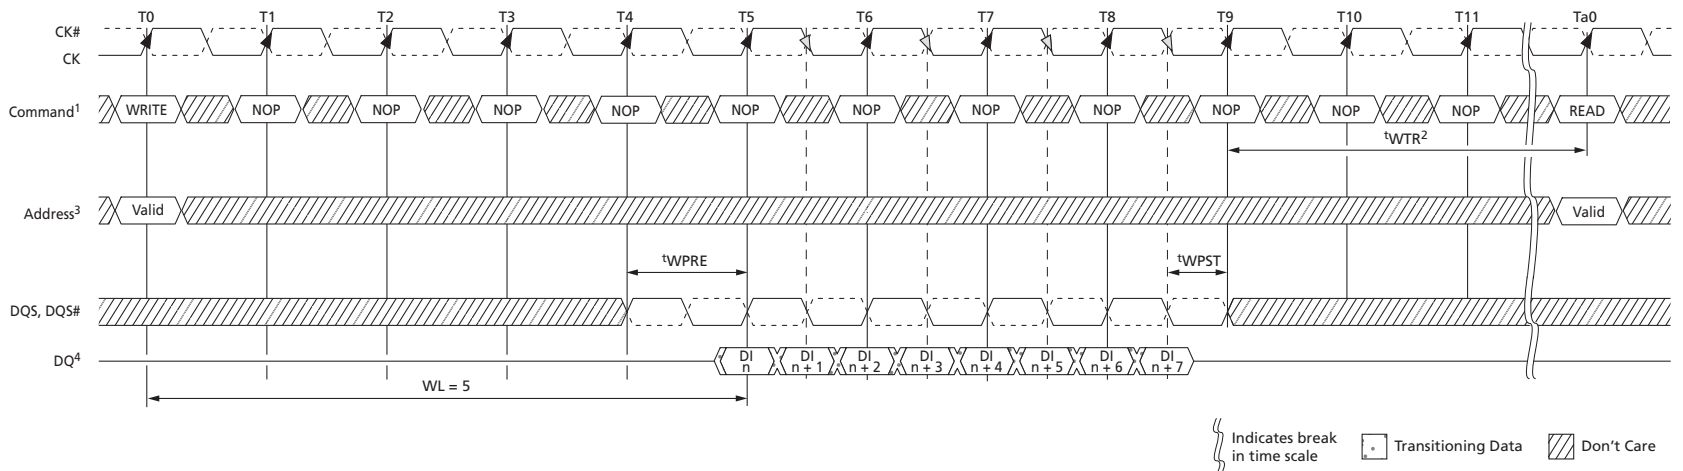 T0 T1 T2 T3 T4 T5 T6 T7 T8 T9 T10 T11 Ta0
CK#
CK
Command¹ WRITE NOP NOP NOP NOP NOP NOP NOP NOP NOP NOP NOP READ
tWTR²
Address³ Valid Valid
tWPRE tWPST
DQS, DQS#
DQ⁴ DI n DI n + 1 DI n + 2 DI n + 3 DI n + 4 DI n + 5 DI n + 6 DI n + 7
WL = 5
Indicates break
in time scale
Transitioning Data
Don't Care